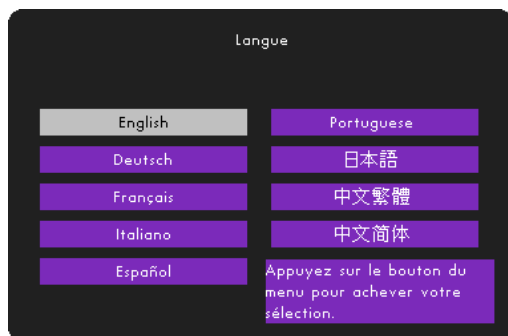 Langue
English
Deutsch
Français
Italiano
Español
Portuguese
日本語
中文繁體
中文简体
Appuyez sur le bouton du
menu pour achever votre
sélection.